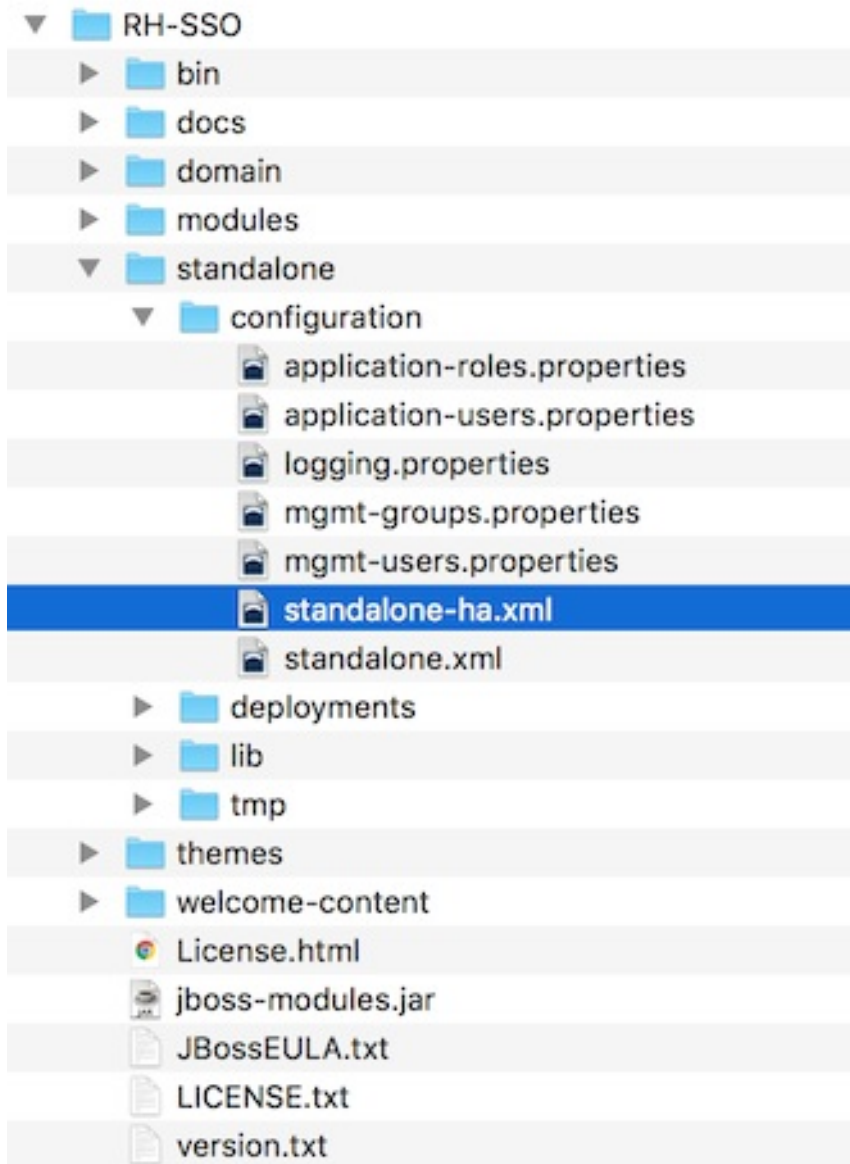 RH-SSO
bin
docs
domain
modules
standalone
configuration
application-roles.properties
application-users.properties
logging.properties
mgmt-groups.properties
mgmt-users.properties
standalone-ha.xml
standalone.xml
deployments
lib
tmp
themes
welcome-content
License.html
jboss-modules.jar
JBossEULA.txt
LICENSE.txt
version.txt